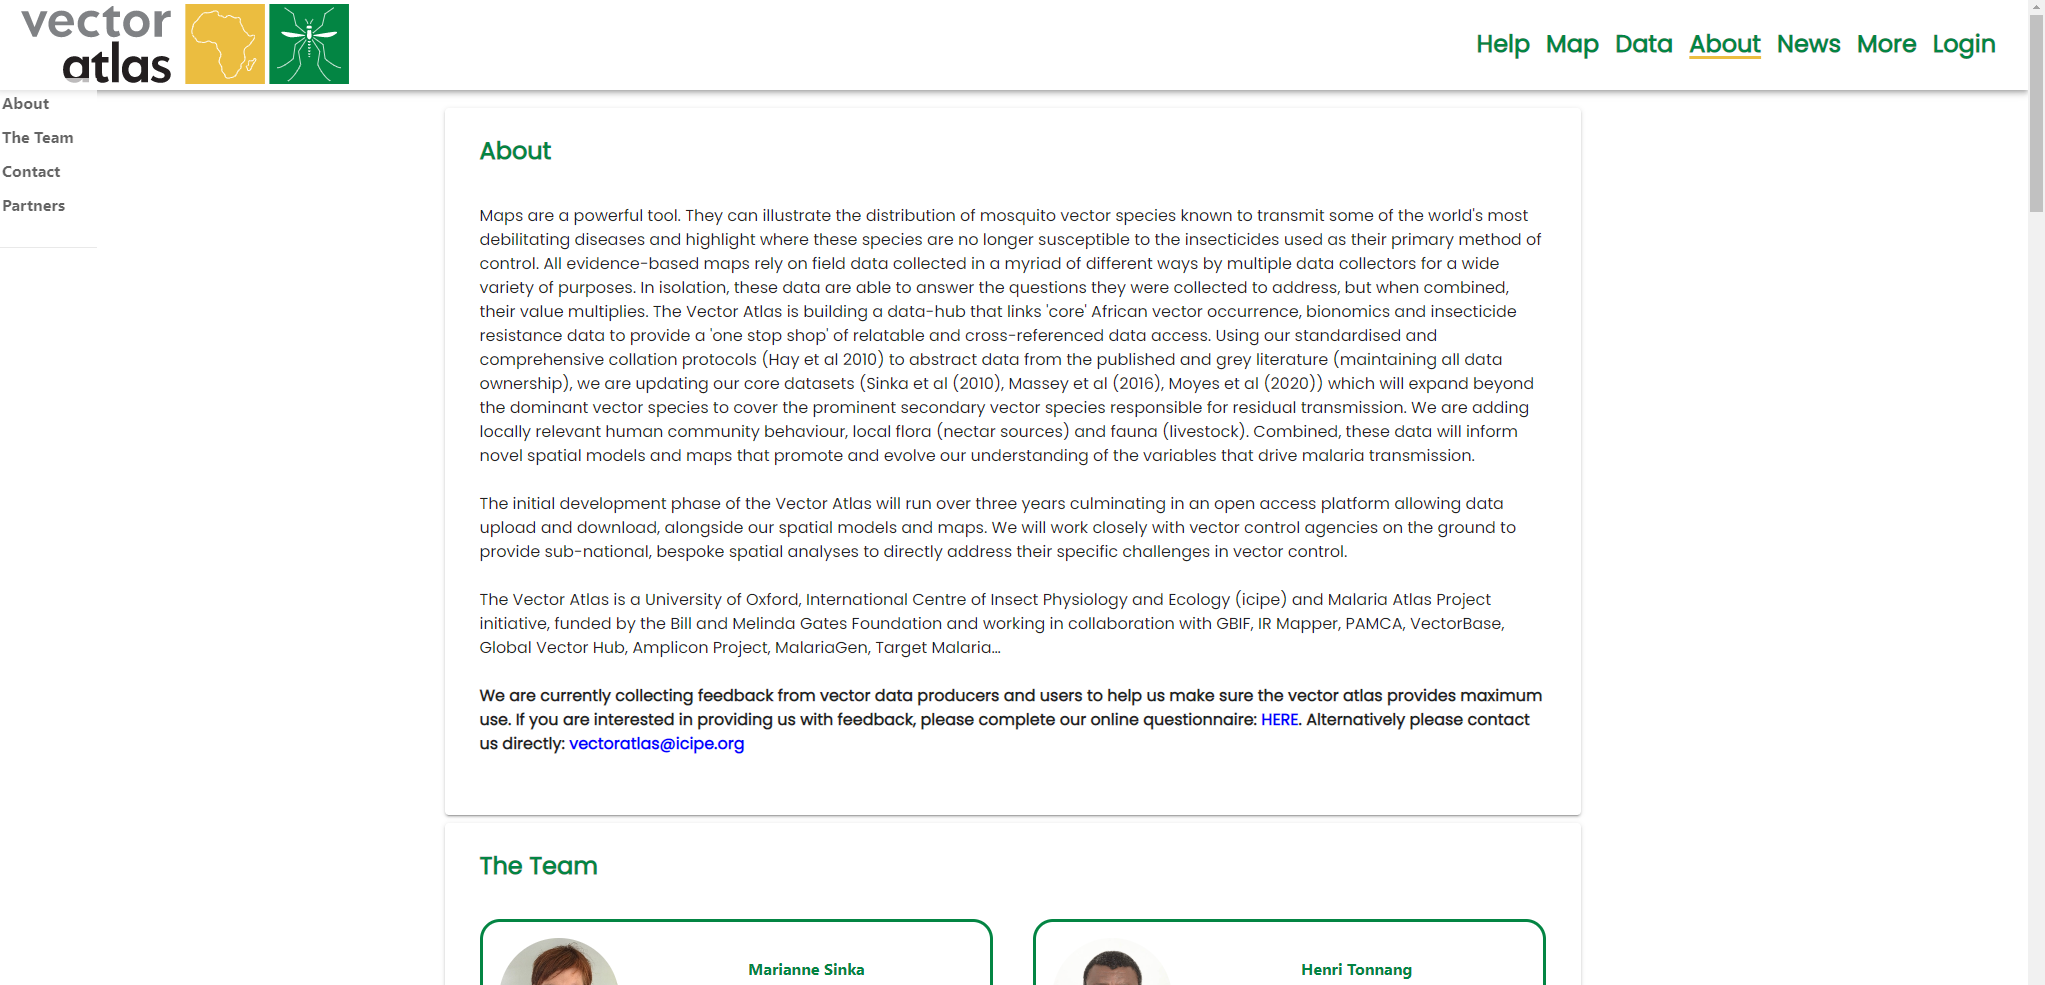 vector
atlas
Help Map Data About News More Login
About
The Team
Contact
Partners
About
Maps are a powerful tool. They can illustrate the distribution of mosquito vector species known to transmit some of the world's most
debilitating diseases and highlight where these species are no longer susceptible to the insecticides used as their primary method of
control. All evidence-based maps rely on field data collected in a myriad of different ways by multiple data collectors for a wide
variety of purposes. In isolation, these data are able to answer the questions they were collected to address, but when combined,
their value multiplies. The Vector Atlas is building a data-hub that links 'core' African vector occurrence, bionomics and insecticide
resistance data to provide a 'one stop shop' of relatable and cross-referenced data access. Using our standardised and
comprehensive collation protocols (Hay et al 2010) to abstract data from the published and grey literature (maintaining all data
ownership), we are updating our core datasets (Sinka et al (2010), Massey et al (2016), Moyes et al (2020)) which will expand beyond
the dominant vector species to cover the prominent secondary vector species responsible for residual transmission. We are adding
locally relevant human community behaviour, local flora (nectar sources) and fauna (livestock). Combined, these data will inform
novel spatial models and maps that promote and evolve our understanding of the variables that drive malaria transmission.
The initial development phase of the Vector Atlas will run over three years culminating in an open access platform allowing data
upload and download, alongside our spatial models and maps. We will work closely with vector control agencies on the ground to
provide sub-national, bespoke spatial analyses to directly address their specific challenges in vector control.
The Vector Atlas is a University of Oxford, International Centre of Insect Physiology and Ecology (icipe) and Malaria Atlas Project
initiative, funded by the Bill and Melinda Gates Foundation and working in collaboration with GBIF, IR Mapper, PAMCA, VectorBase,
Global Vector Hub, Amplicon Project, MalariaGen, Target Malaria...
We are currently collecting feedback from vector data producers and users to help us make sure the vector atlas provides maximum
use. If you are interested in providing us with feedback, please complete our online questionnaire: HERE. Alternatively please contact
us directly: vectoratlas@icipe.org
The Team
Marianne Sinka
Henri Tonnang